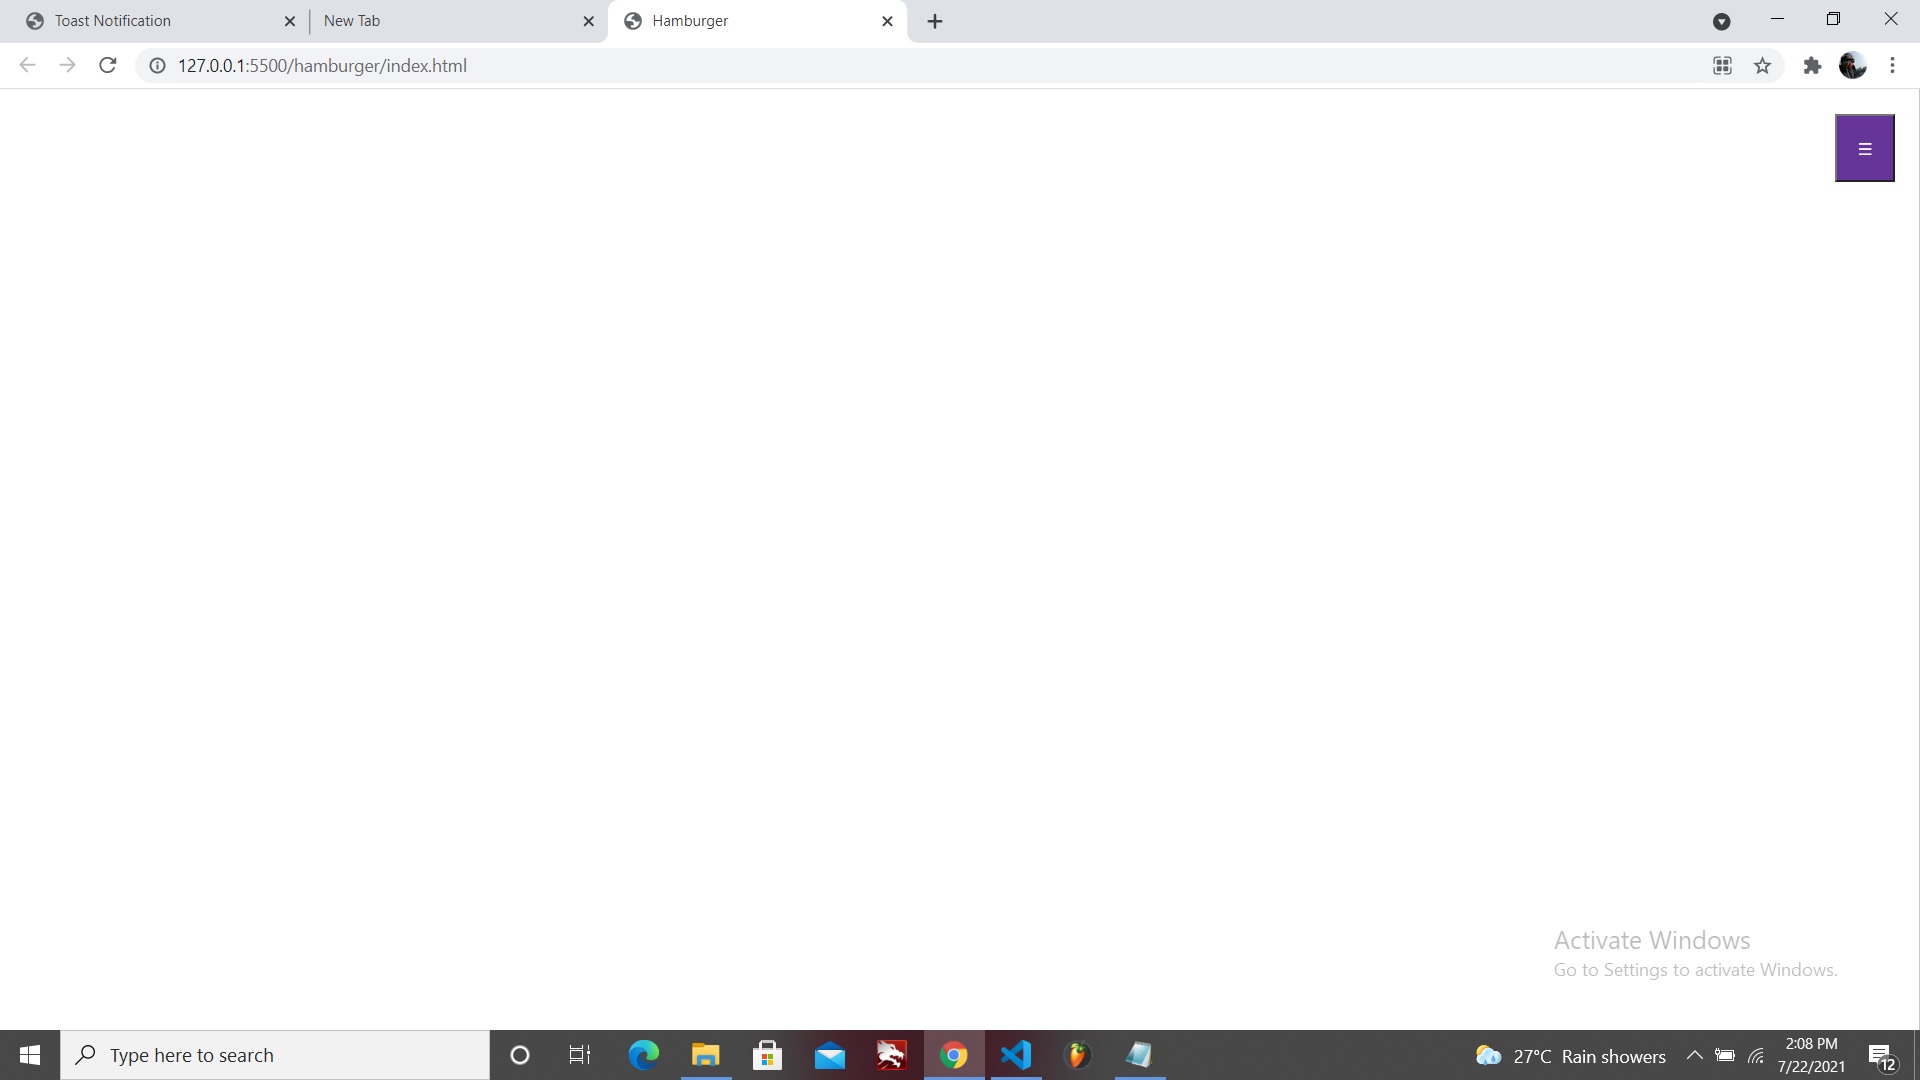 Toast Notification
New Tab
Hamburger
127.0.0.1:5500/hamburger/index.html
Activate Windows
Go to Settings to activate Windows.
Type here to search
27°C Rain showers
2:08 PM
7/22/2021
12